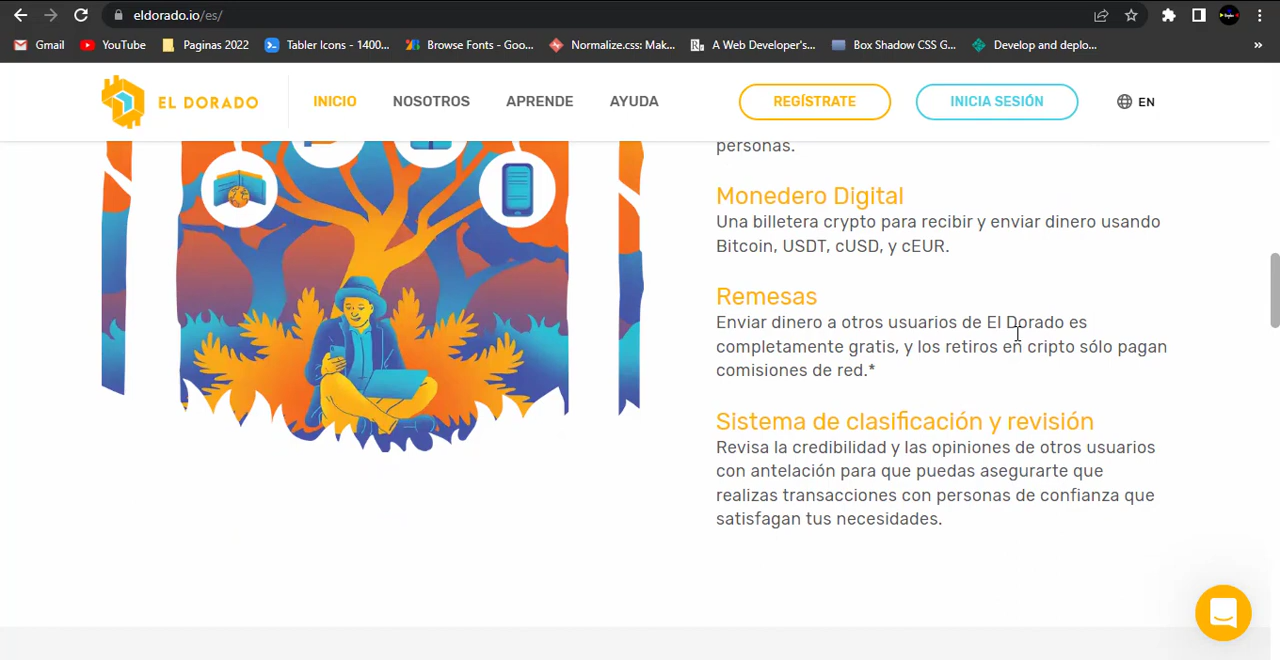 eldorado.io/es/
Gmail
YouTube
Paginas 2022
Tabler Icons - 1400...
Browse Fonts - Goo...
Normalize.css: Mak...
A Web Developer's...
Box Shadow CSS G...
Develop and deplo...
»
EL DORADO
INICIO
NOSOTROS
APRENDE
AYUDA
REGÍSTRATE
INICIA SESIÓN
EN
personas.
Monedero Digital
Una billetera crypto para recibir y enviar dinero usando
Bitcoin, USDT, cUSD, y cEUR.
Remesas
Enviar dinero a otros usuarios de El Dorado es
completamente gratis, y los retiros en cripto sólo pagan
comisiones de red.*
Sistema de clasificación y revisión
Revisa la credibilidad y las opiniones de otros usuarios
con antelación para que puedas asegurarte que
realizas transacciones con personas de confianza que
satisfagan tus necesidades.